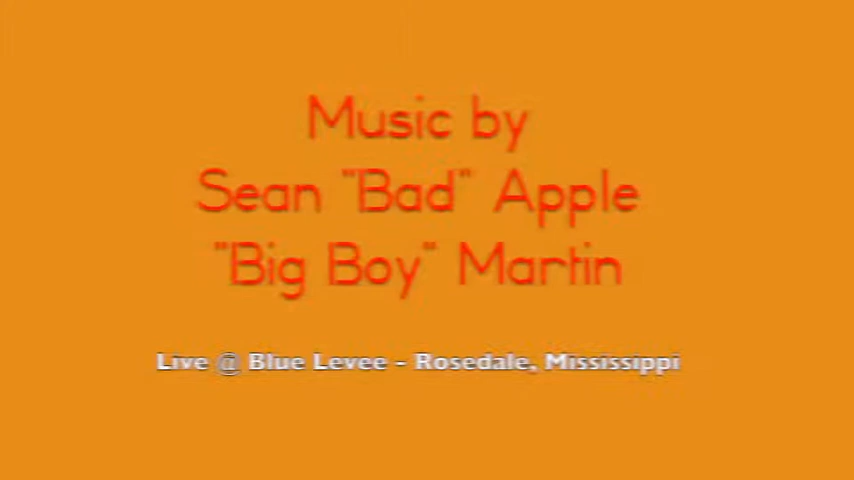 Music by
Sean "Bad" Apple
"Big Boy" Martin
Live @ Blue Levee - Rosedale, Mississippi